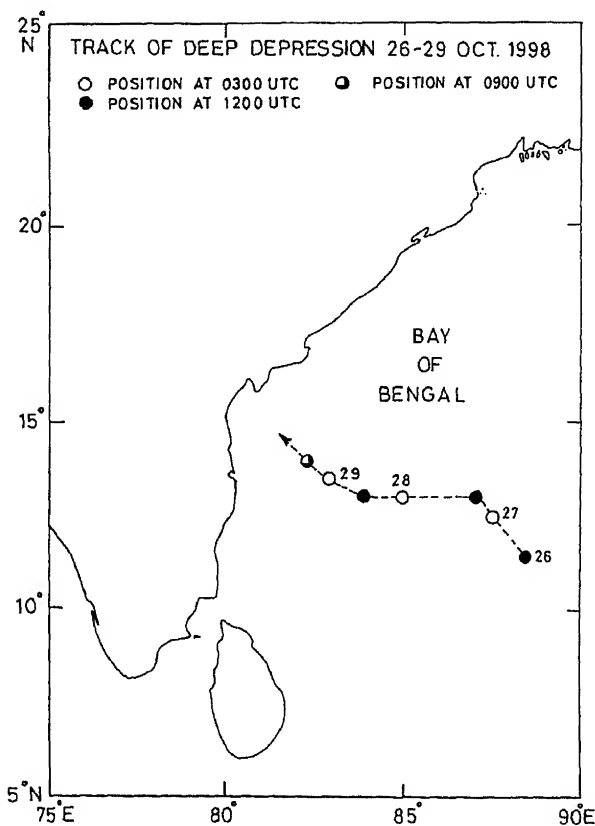 25°
N
TRACK OF DEEP DEPRESSION 26-29 OCT. 1998
POSITION AT 0300 UTC
POSITION AT 0900 UTC
POSITION AT 1200 UTC
20°
BAY
OF
BENGAL
15°
29
28
27
26
10°
5°N
75°E
80°
85°
90°E